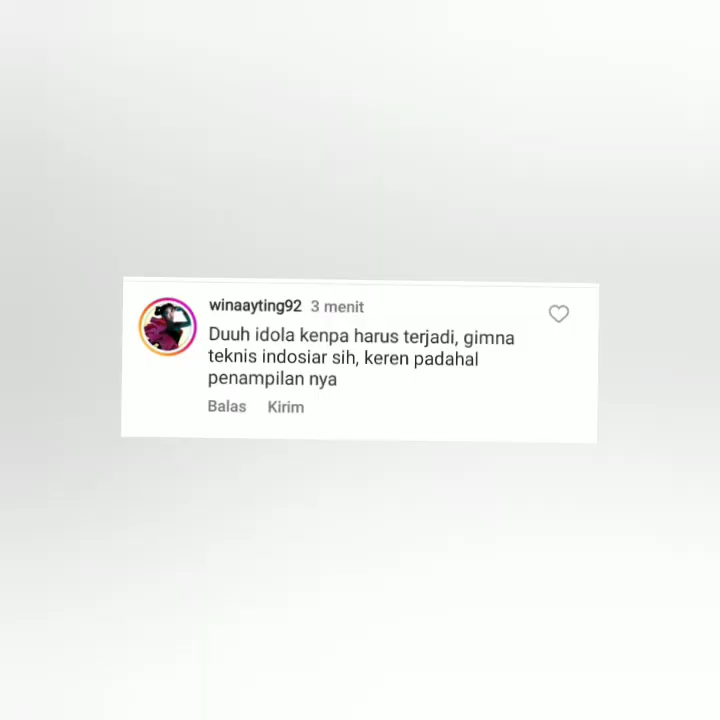 winaayting92 3 menit
Duuh idola kenpa harus terjadi, gimna
teknis indosiar sih, keren padahal
penampilan nya
Balas Kirim